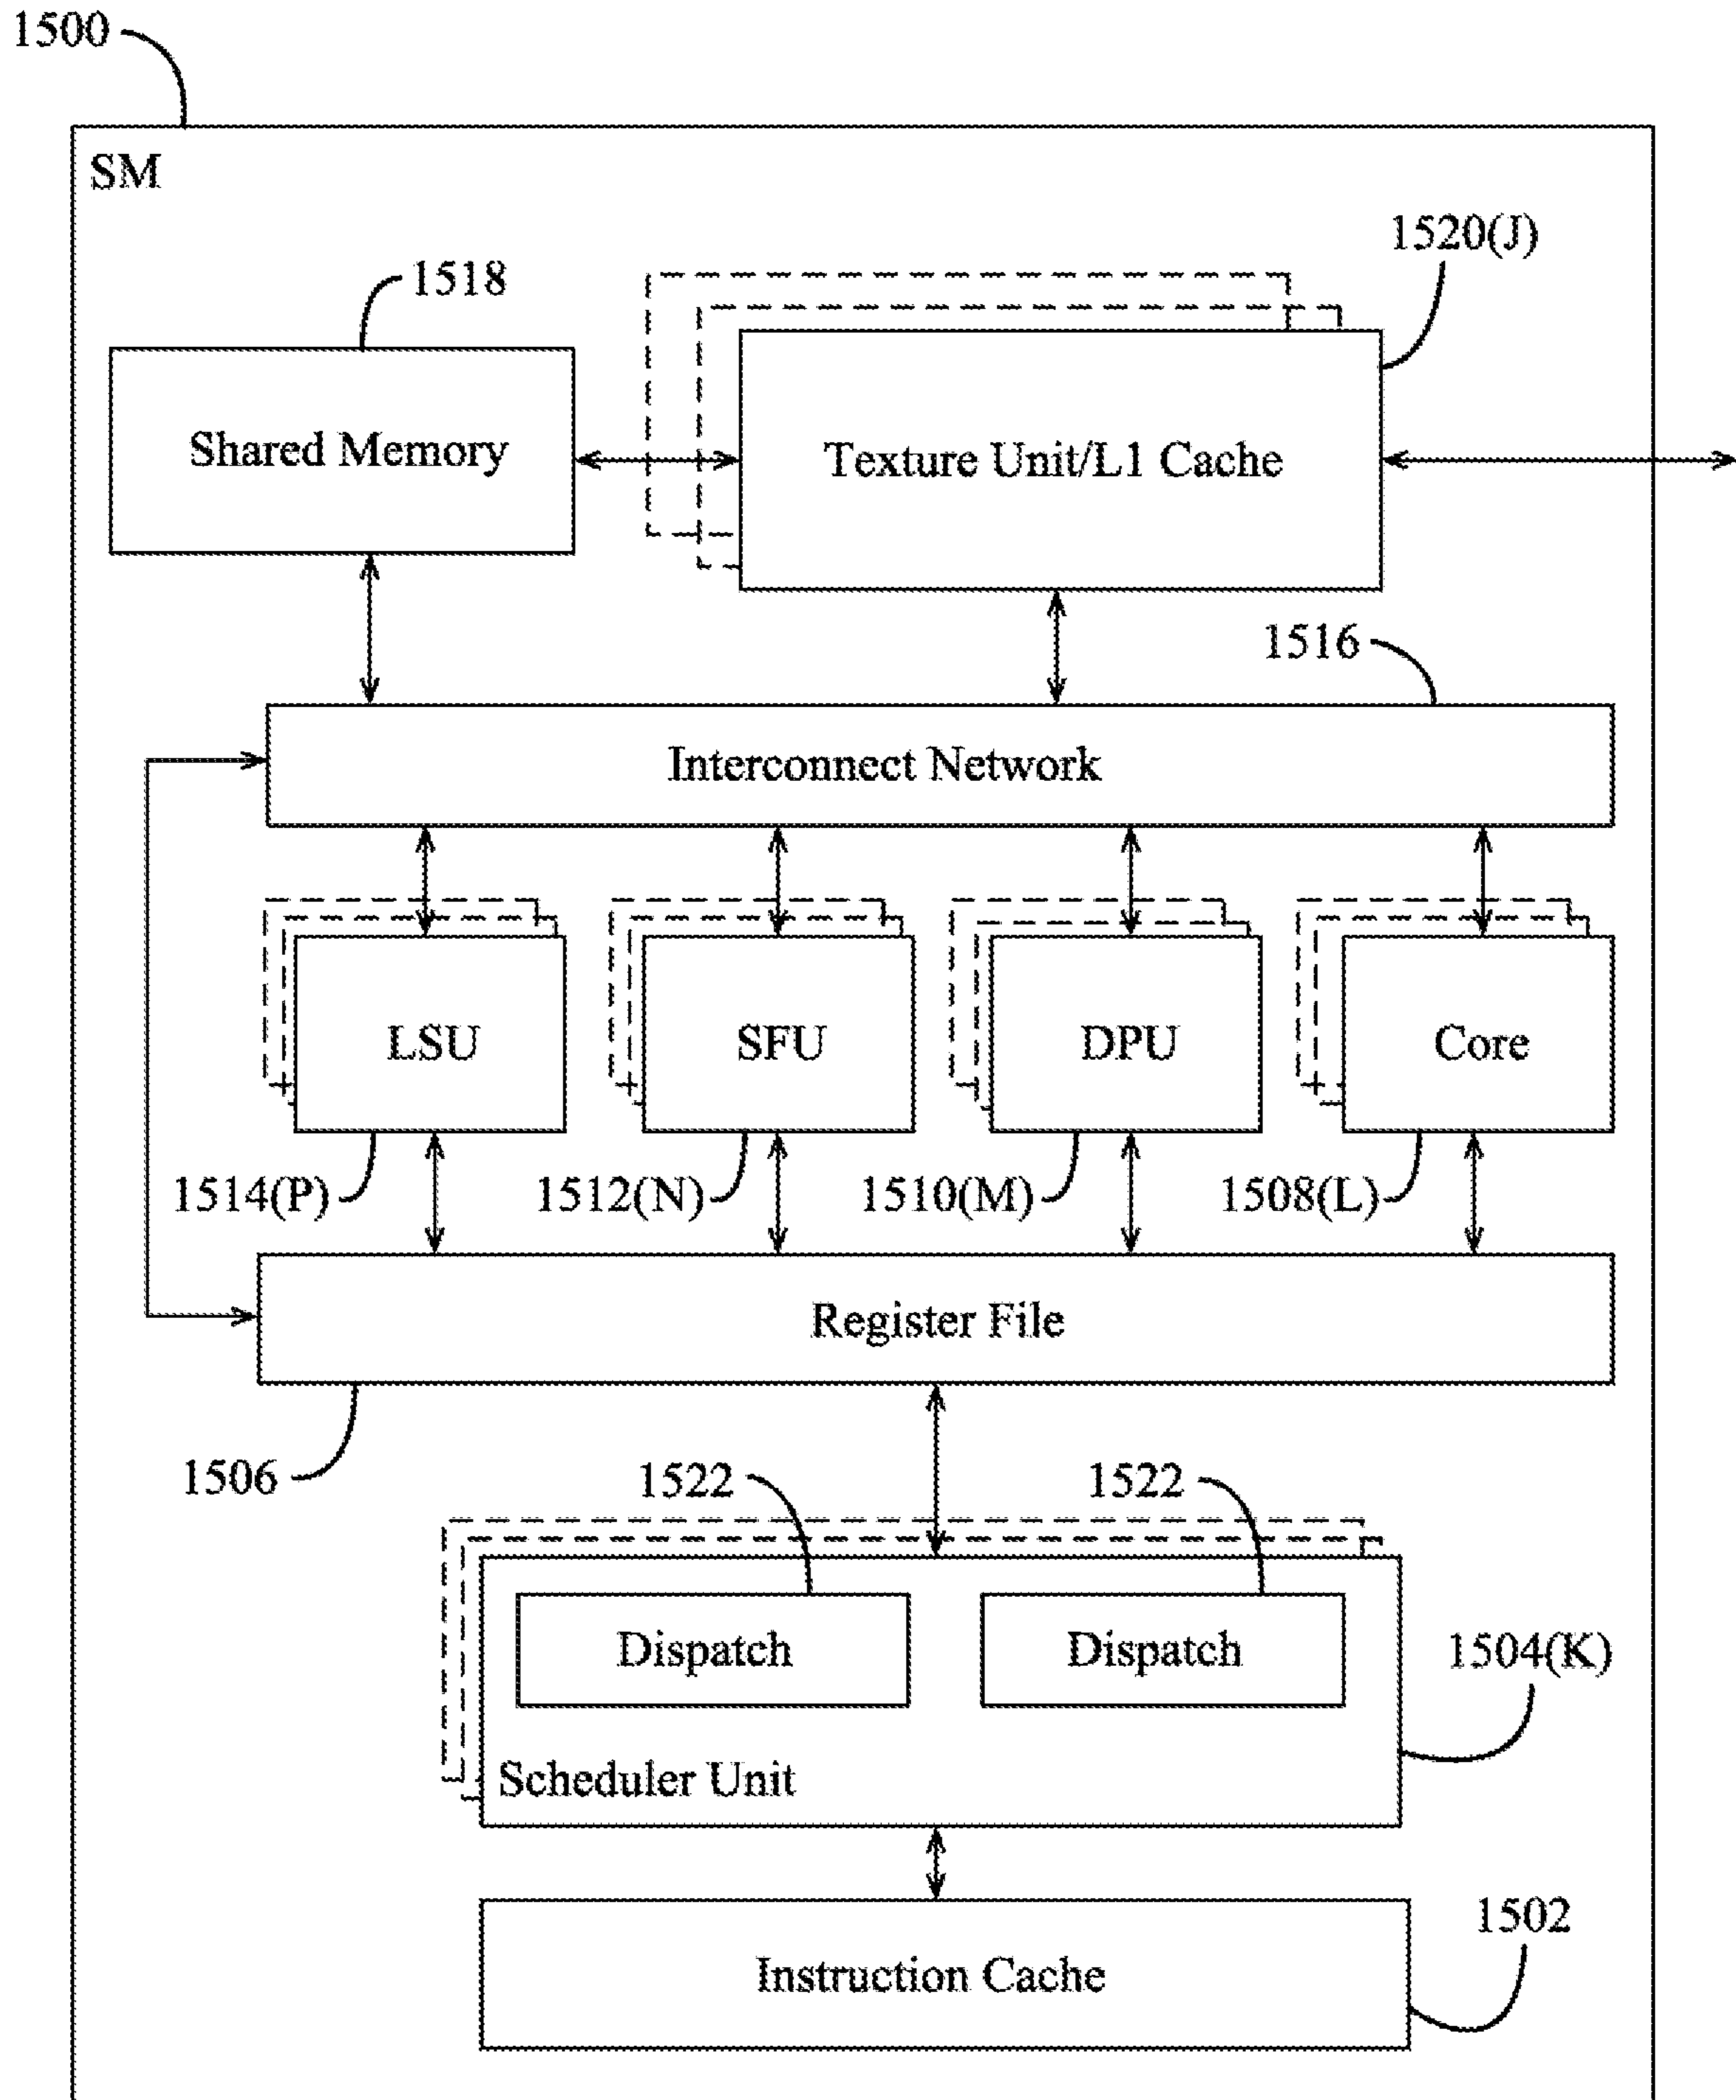 1500
SM
1520(J)
1518
Shared Memory
Texture Unit/L1 Cache
1516
Interconnect Network
LSU
SFU
DPU
Core
1514(P)
1512(N)
1510(M)
1508(L)
Register File
1506
1522
1522
Dispatch
Dispatch
1504(K)
Scheduler Unit
1502
Instruction Cache